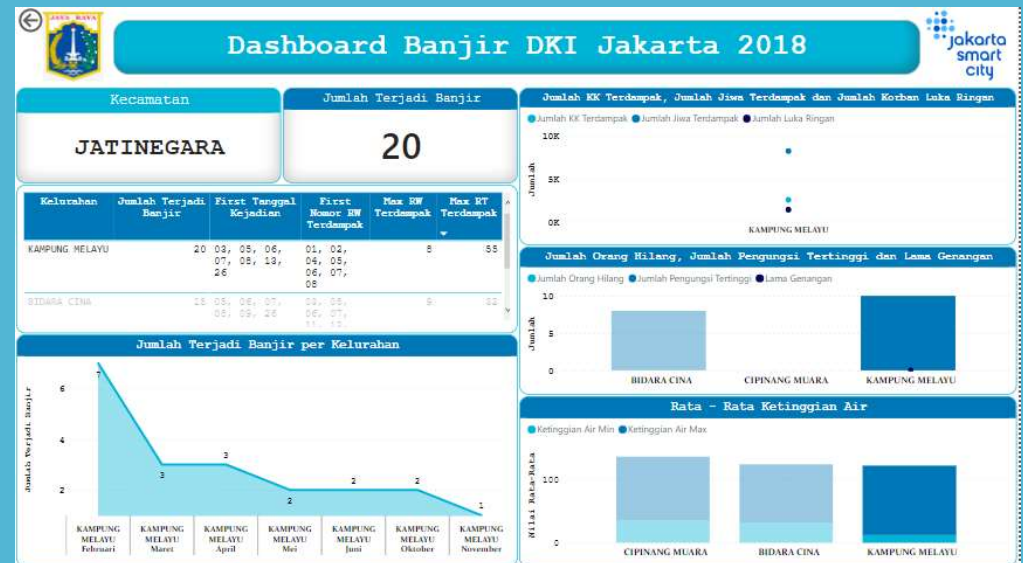 JAYA RAYA
Dashboard Banjir DKI Jakarta 2018
jakarta
smart
city
Kecamatan
JATINEGARA
Jumlah Terjadi Banjir
20
Kelurahan
Jumlah Terjadi
Banjir
First Tanggal
Kejadian
First
Nomor RW
Terdampak
Max RW
Terdampak
Max RT
Terdampak
KAMPUNG MELAYU
20
03, 05, 06,
26
01, 02,
04, 05,
06, 07,
08
55
BIDARA CINA
Jumlah Terjadi Banjir per Kelurahan
Jumlah Terjadi Banjir
6
4
2
7
3
3
2
2
2
1
KAMPUNG
MELAYU
Februari
KAMPUNG
MELAYU
Maret
KAMPUNG
MELAYU
April
KAMPUNG
MELAYU
Mei
KAMPUNG
MELAYU
Juni
KAMPUNG
MELAYU
Oktober
KAMPUNG
MELAYU
November
Jumlah KK Terdampak, Jumlah Jiwa Terdampak dan Jumlah Korban Luka Ringan
Jumlah KK Terdampak Jumlah Jiwa Terdampak Jumlah Luka Ringan
Jumlah
10K
5K
0K
KAMPUNG MELAYU
Jumlah Orang Hilang, Jumlah Pengungsi Tertinggi dan Lama Genangan
Jumlah Orang Hilang Jumlah Pengungsi Tertinggi Lama Genangan
Jumlah
10
5
0
BIDARA CINA CIPINANG MUARA KAMPUNG MELAYU
Rata - Rata Ketinggian Air
Ketinggian Air Min Ketinggian Air Max
Nilai Rata-Rata
100
0
CIPINANG MUARA BIDARA CINA KAMPUNG MELAYU